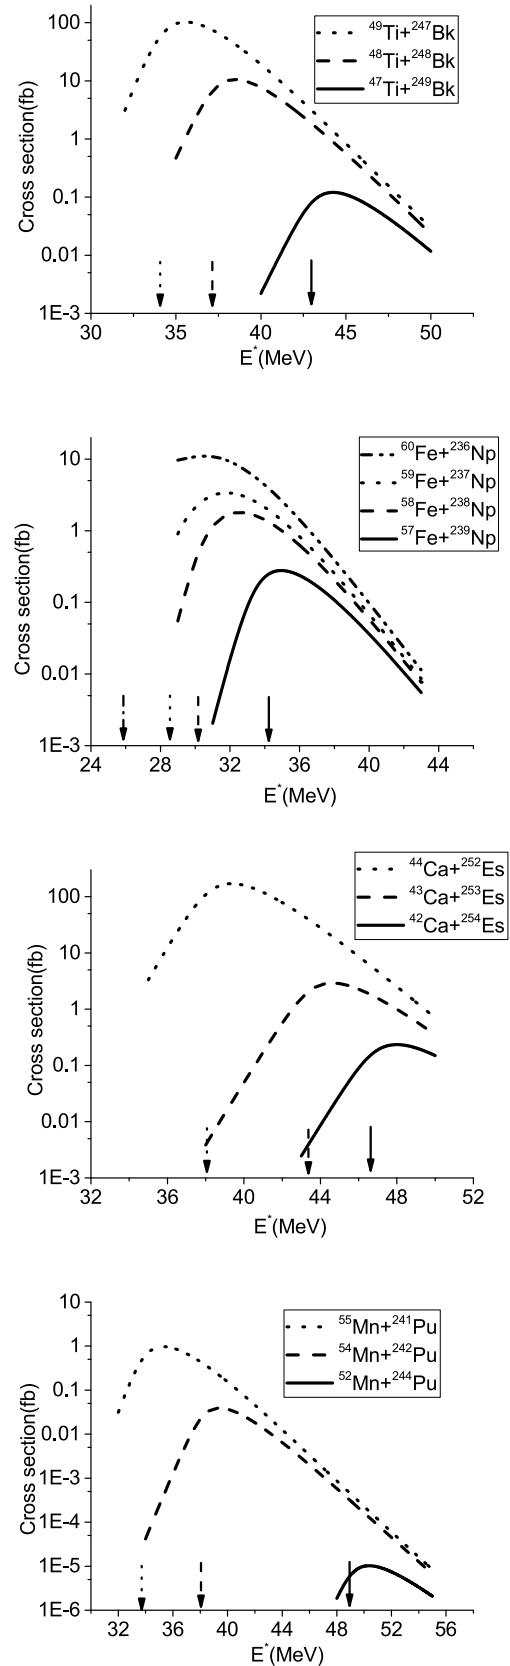 100
10
1
0.1
0.01
1E-3
Cross section(fb)
⁴⁹Ti+²⁴⁷Bk
⁴⁸Ti+²⁴⁸Bk
⁴⁷Ti+²⁴⁹Bk
30 35 40 45 50
E*(MeV)
10
1
0.1
0.01
1E-3
Cross section(fb)
⁶⁰Fe+²³⁶Np
⁵⁹Fe+²³⁷Np
⁵⁸Fe+²³⁸Np
⁵⁷Fe+²³⁹Np
24 28 32 36 40 44
E*(MeV)
100
10
1
0.1
0.01
1E-3
Cross section(fb)
⁴⁴Ca+²⁵²Es
⁴³Ca+²⁵³Es
⁴²Ca+²⁵⁴Es
32 36 40 44 48 52
E*(MeV)
10
1
0.1
0.01
1E-3
1E-4
1E-5
1E-6
Cross section(fb)
⁵⁵Mn+²⁴¹Pu
⁵⁴Mn+²⁴²Pu
⁵²Mn+²⁴⁴Pu
32 36 40 44 48 52 56
E*(MeV)